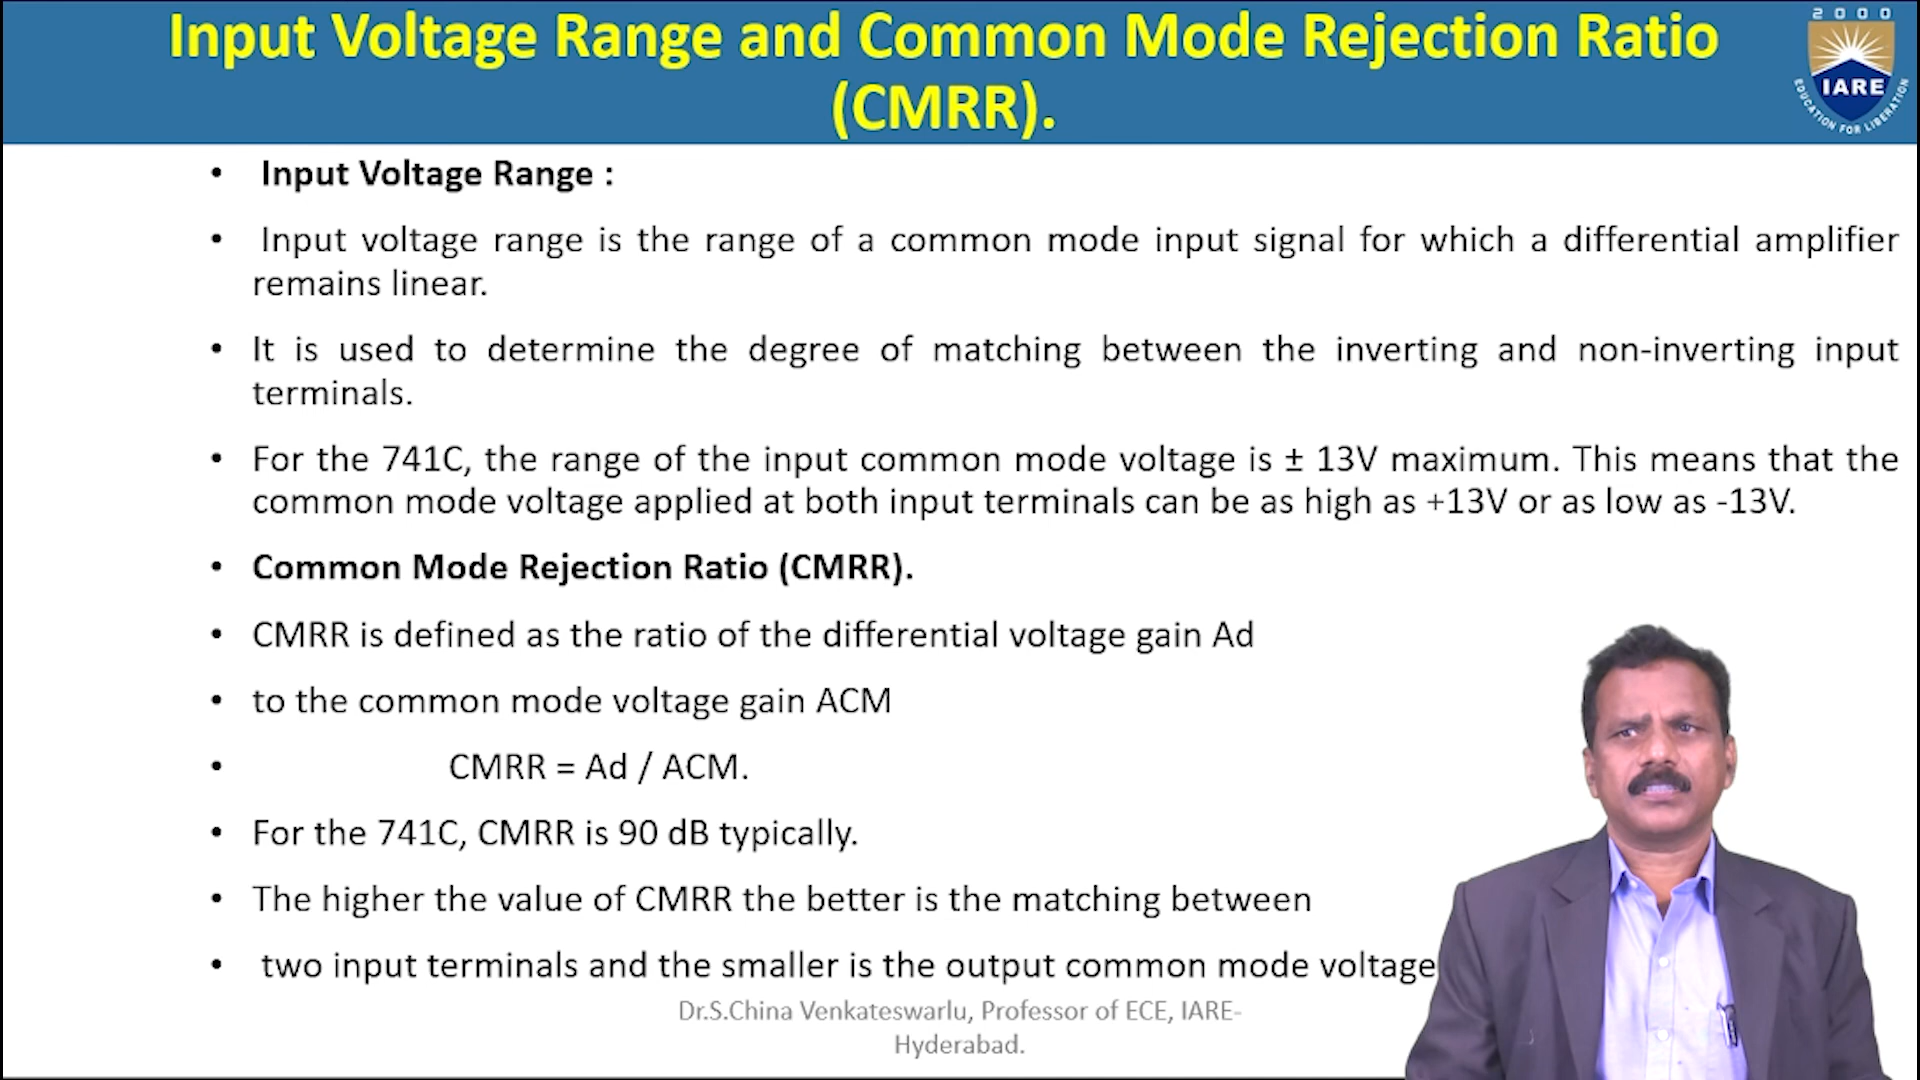 Input Voltage Range and Common Mode Rejection Ratio
(CMRR).
2000
IARE
EDUCATION FOR LIBERATION
• Input Voltage Range :
• Input voltage range is the range of a common mode input signal for which a differential amplifier
remains linear.
• It is used to determine the degree of matching between the inverting and non-inverting input
terminals.
• For the 741C, the range of the input common mode voltage is ± 13V maximum. This means that the
common mode voltage applied at both input terminals can be as high as +13V or as low as -13V.
• Common Mode Rejection Ratio (CMRR).
• CMRR is defined as the ratio of the differential voltage gain Ad
• to the common mode voltage gain ACM
• CMRR = Ad / ACM.
• For the 741C, CMRR is 90 dB typically.
• The higher the value of CMRR the better is the matching between
• two input terminals and the smaller is the output common mode voltage
Dr.S.China Venkateswarlu, Professor of ECE, IARE-
Hyderabad.